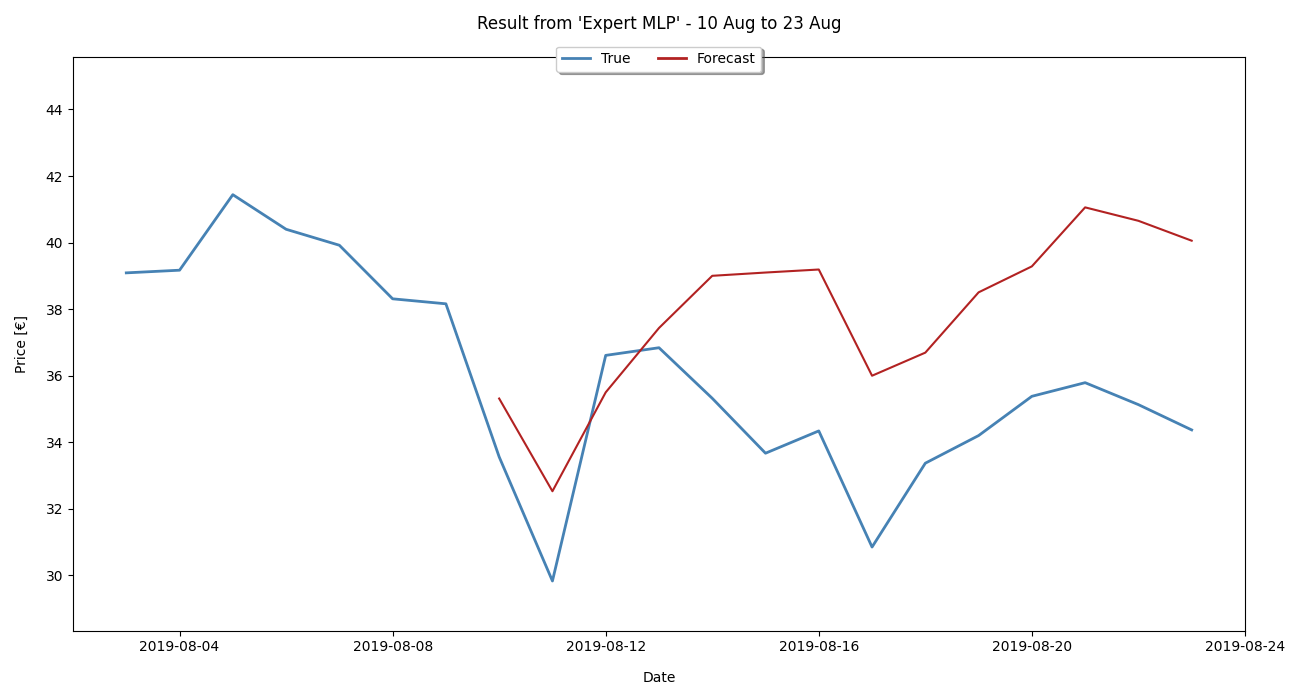 Result from 'Expert MLP' - 10 Aug to 23 Aug
True Forecast
44
42
40
38
36
34
32
30
Price [€]
2019-08-04 2019-08-08 2019-08-12 2019-08-16 2019-08-20 2019-08-24
Date